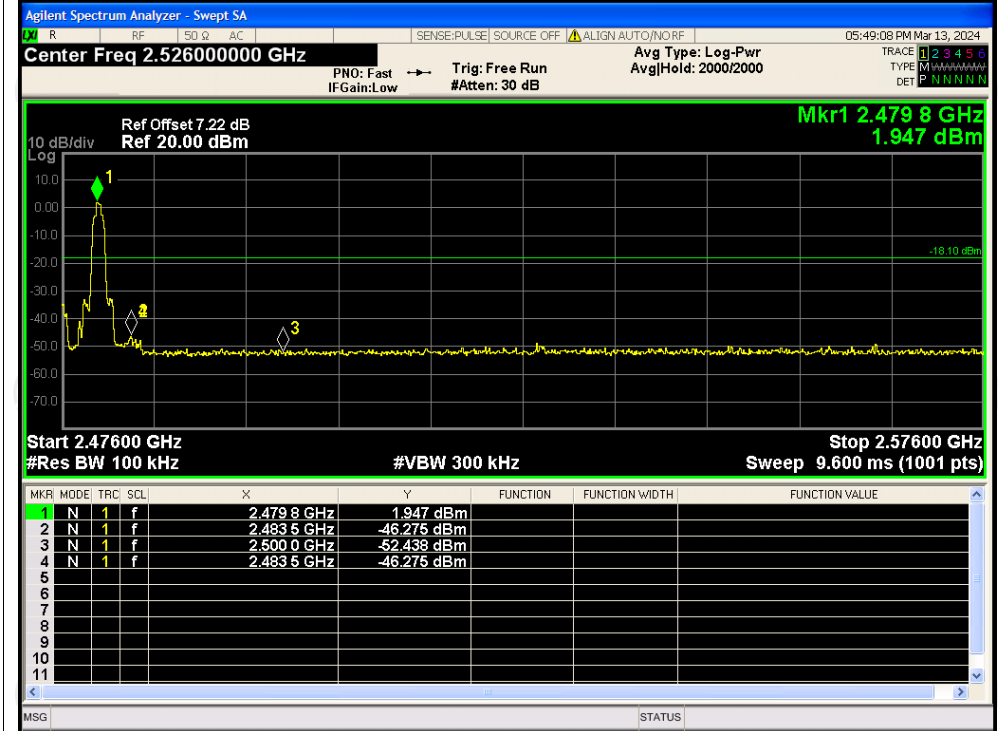 Agilent Spectrum Analyzer - Swept SA
LXI R RF 50 Ω AC SENSE:PULSE SOURCE OFF ALIGN AUTO/NO RF 05:49:08 PM Mar 13, 2024
Center Freq 2.526000000 GHz Avg Type: Log-Pwr TRACE 1 2 3 4 5 6
PNO: Fast Trig: Free Run Avg|Hold: 2000/2000 TYPE M
IFGain:Low #Atten: 30 dB DET P N N N N N
Mkr1 2.479 8 GHz
Ref Offset 7.22 dB
10 dB/div Ref 20.00 dBm 1.947 dBm
Log
1
10.0
0.00
-10.0
-18.10 dBm
-20.0
-30.0
2
-40.0
3
-50.0
-60.0
-70.0
Start 2.47600 GHz Stop 2.57600 GHz
#Res BW 100 kHz #VBW 300 kHz Sweep 9.600 ms (1001 pts)
MKR MODE TRC SCL X Y FUNCTION FUNCTION WIDTH FUNCTION VALUE
1 N 1 f 2.479 8 GHz 1.947 dBm
2 N 1 f 2.483 5 GHz -46.275 dBm
3 N 1 f 2.500 0 GHz -52.438 dBm
4 N 1 f 2.483 5 GHz -46.275 dBm
5
6
7
8
9
10
11
MSG STATUS